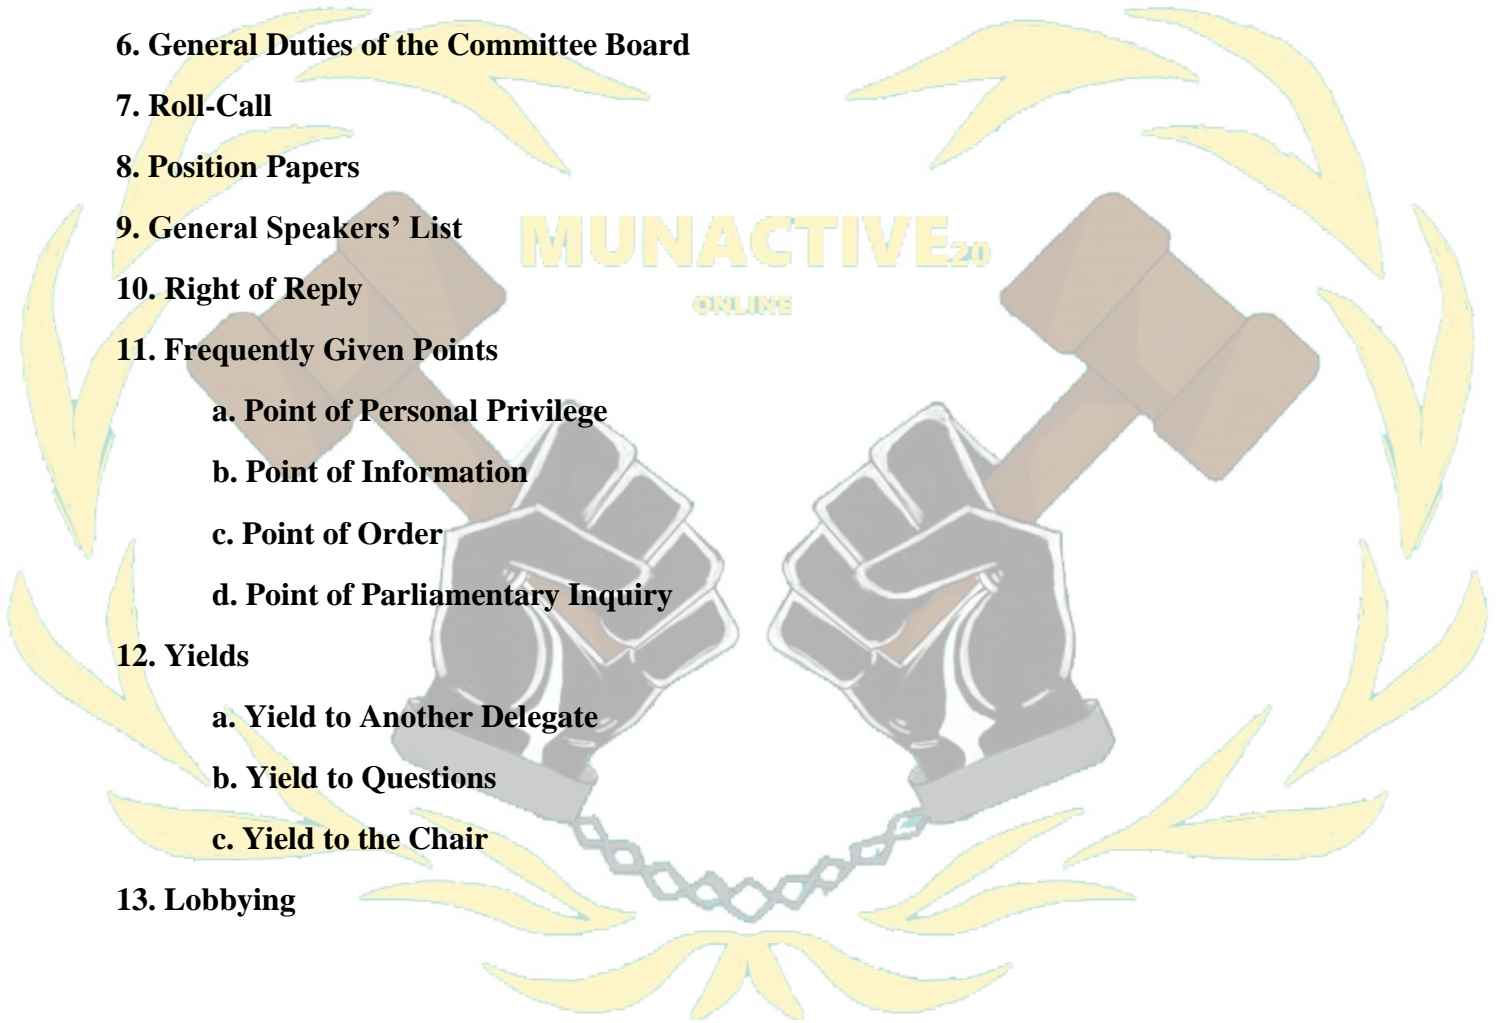 6. General Duties of the Committee Board
7. Roll-Call
8. Position Papers
9. General Speakers’ List
MUNACTIVE20
ONLINE
10. Right of Reply
11. Frequently Given Points
a. Point of Personal Privilege
b. Point of Information
c. Point of Order
d. Point of Parliamentary Inquiry
12. Yields
a. Yield to Another Delegate
b. Yield to Questions
c. Yield to the Chair
13. Lobbying